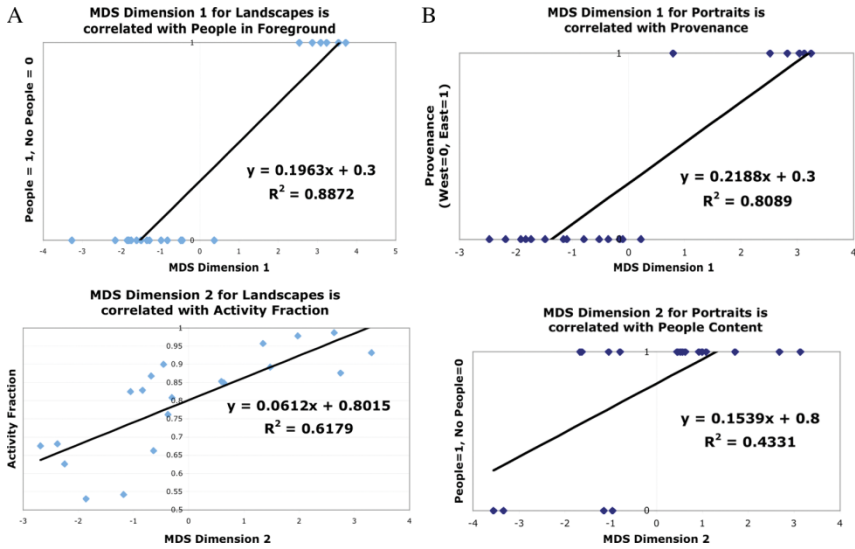 A
MDS Dimension 1 for Landscapes is
correlated with People in Foreground
People = 1, No People = 0
1
y = 0.1963x + 0.3
R² = 0.8872
0
-4 -3 -2 -1 0 1 2 3 4 5
MDS Dimension 1
B
MDS Dimension 1 for Portraits is
correlated with Provenance
Provenance
(West=0, East=1)
1
y = 0.2188x + 0.3
R² = 0.8089
0
-3 -2 -1 0 1 2 3 4
MDS Dimension 1
MDS Dimension 2 for Landscapes is
correlated with Activity Fraction
Activity Fraction
1
0.95
0.9
0.85
0.8
0.75
0.7
0.65
0.6
0.55
0.5
y = 0.0612x + 0.8015
R² = 0.6179
-3 -2 -1 0 1 2 3 4
MDS Dimension 2
MDS Dimension 2 for Portraits is
correlated with People Content
People=1, No People=0
1
y = 0.1539x + 0.8
R² = 0.4331
0
-4 -3 -2 -1 0 1 2 3 4
MDS Dimension 2